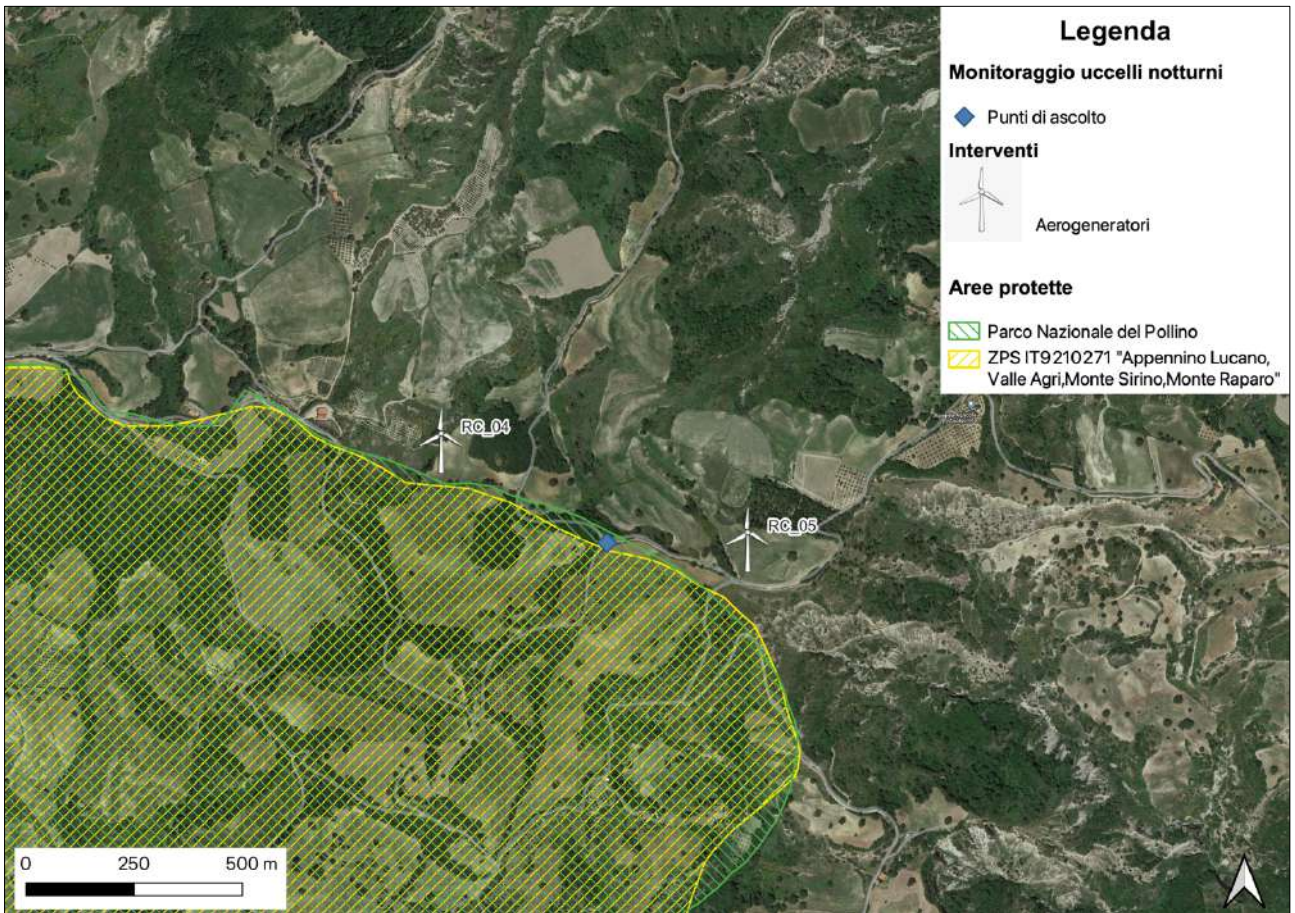 Legenda
Monitoraggio uccelli notturni
Punti di ascolto
Interventi
Aerogeneratori
Aree protette
Parco Nazionale del Pollino
ZPS IT9210271 "Appennino Lucano,
Valle Agri,Monte Sirino,Monte Raparo"
RC_04
RC_05
0 250 500 m